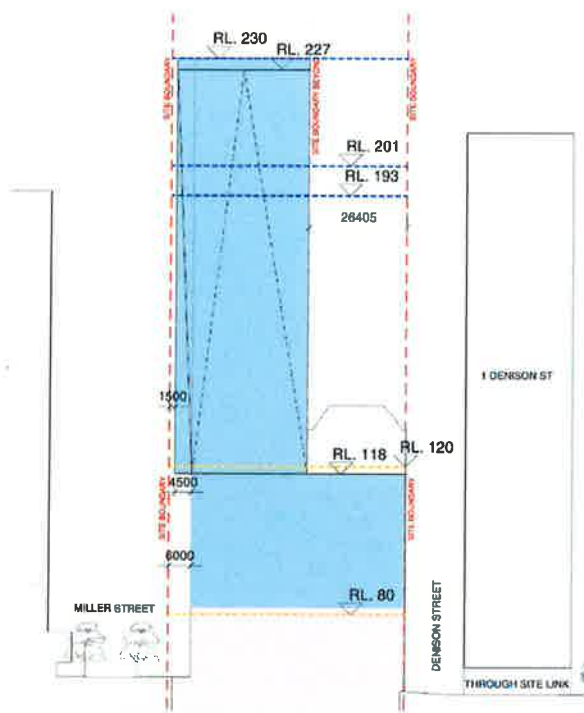 RL. 230
RL. 227
SITE BOUNDARY
SITE BOUNDARY BEYOND
SITE BOUNDARY
RL. 201
RL. 193
26405
1 DENISON ST
1500
RL. 120
RL. 118
4500
SITE BOUNDARY
SITE BOUNDARY
6000
RL. 80
MILLER STREET
DENISON STREET
THROUGH SITE LINK